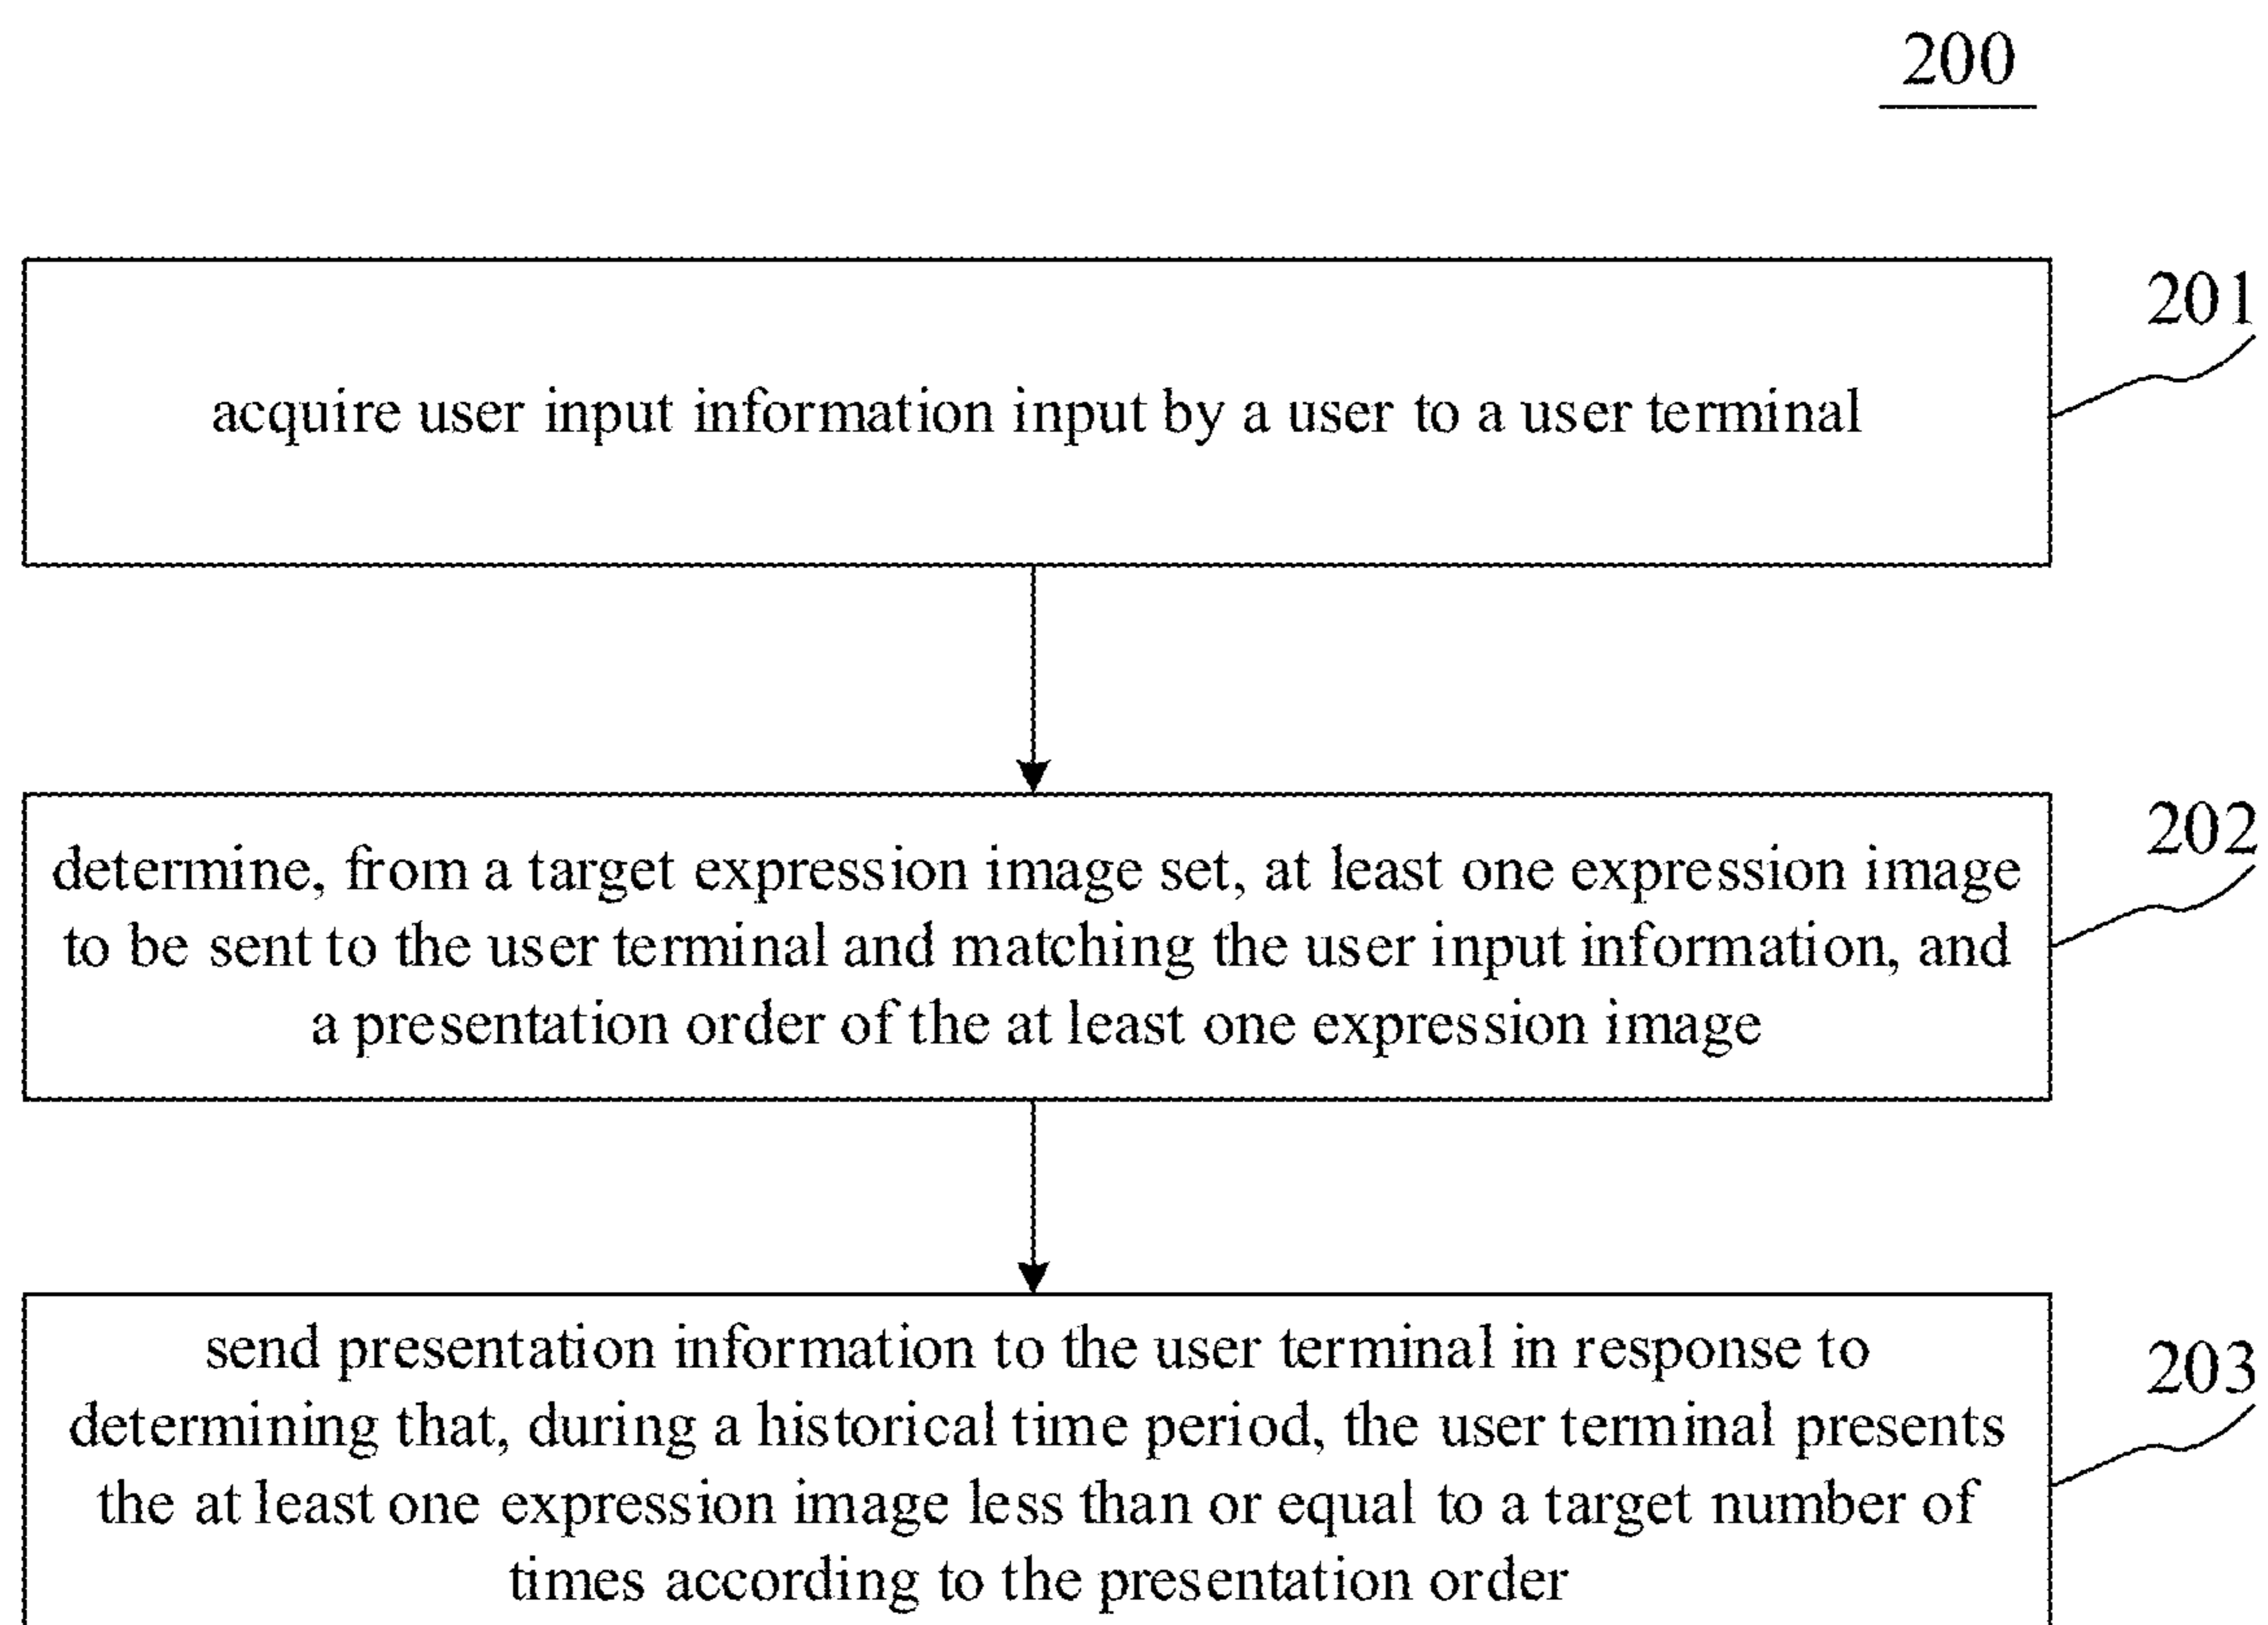 200
201
acquire user input information input by a user to a user terminal
202
determine, from a target expression image set, at least one expression image
to be sent to the user terminal and matching the user input information, and
a presentation order of the at least one expression image
203
send presentation information to the user terminal in response to
determining that, during a historical time period, the user terminal presents
the at least one expression image less than or equal to a target number of
times according to the presentation order